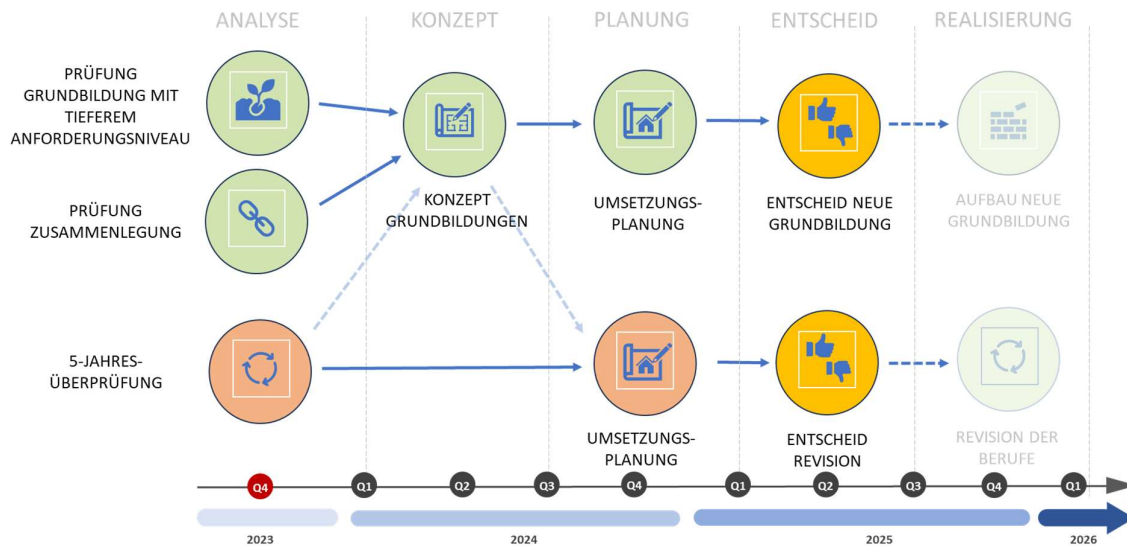 ANALYSE
KONZEPT
PLANUNG
ENTSCHEID
REALISIERUNG
PRÜFUNG
GRUNDBILDUNG MIT
TIEFEREM
ANFORDERUNGSNIVEAU
PRÜFUNG
ZUSAMMENLEGUNG
KONZEPT
GRUNDBILDUNGEN
UMSETZUNGS-
PLANUNG
ENTSCHEID NEUE
GRUNDBILDUNG
AUFBAU NEUE
GRUNDBILDUNG
5-JAHRES-
ÜBERPRÜFUNG
UMSETZUNGS-
PLANUNG
ENTSCHEID
REVISION
REVISION DER
BERUFE
Q4
Q1
Q2
Q3
Q4
Q1
Q2
Q3
Q4
Q1
2023
2024
2025
2026